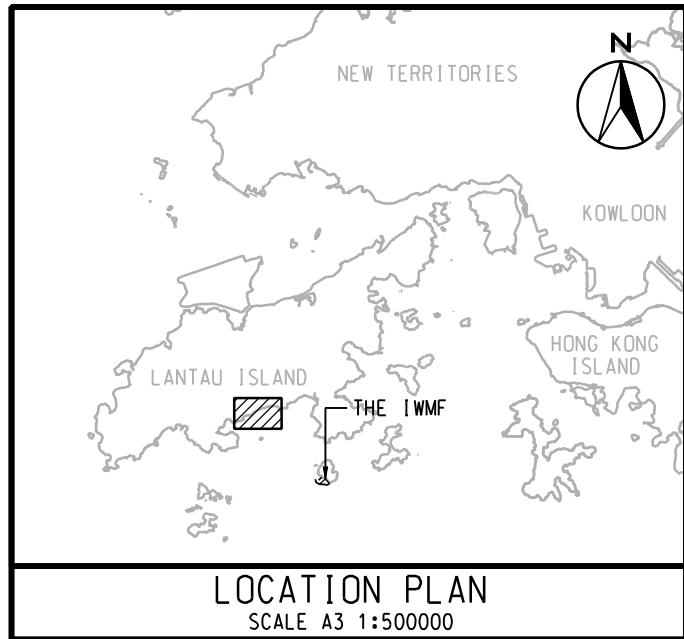 N
NEW TERRITORIES
KOWLOON
HONG KONG
ISLAND
LANTAU ISLAND
THE IWMF
LOCATION PLAN
SCALE A3 1:500000